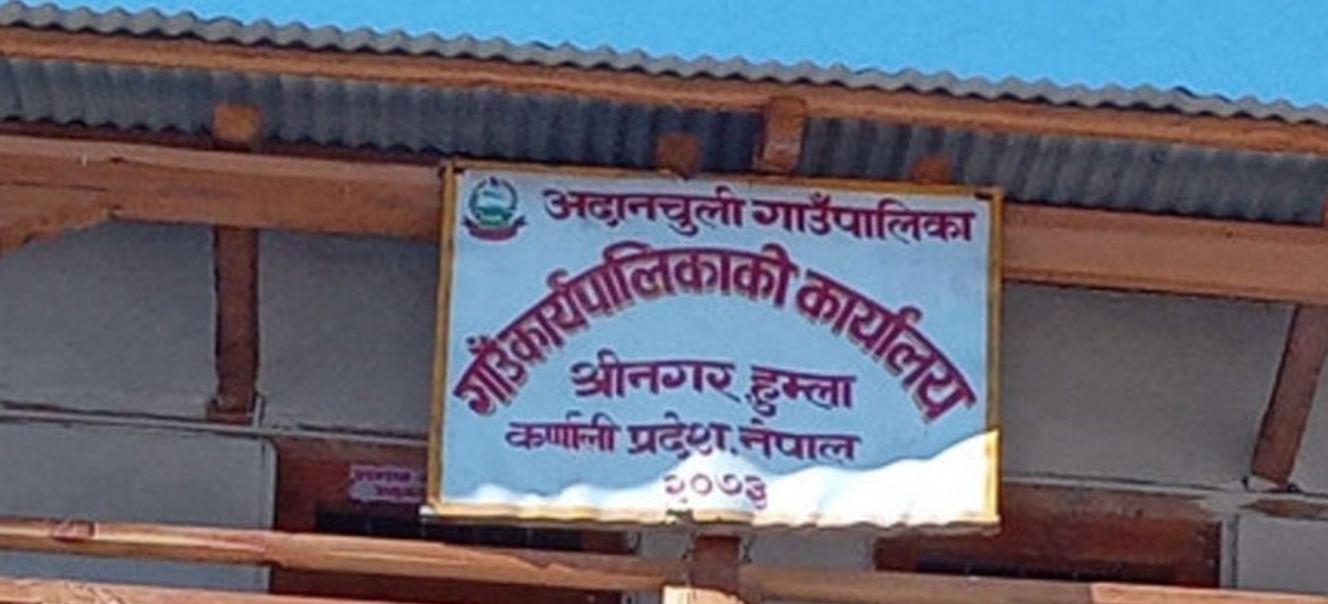 अदानचुली गाउँपालिका
गाउँकार्यपालिकाको कार्यालय
श्रीनगर, हुम्ला
कर्णाली प्रदेश, नेपाल
२०७३